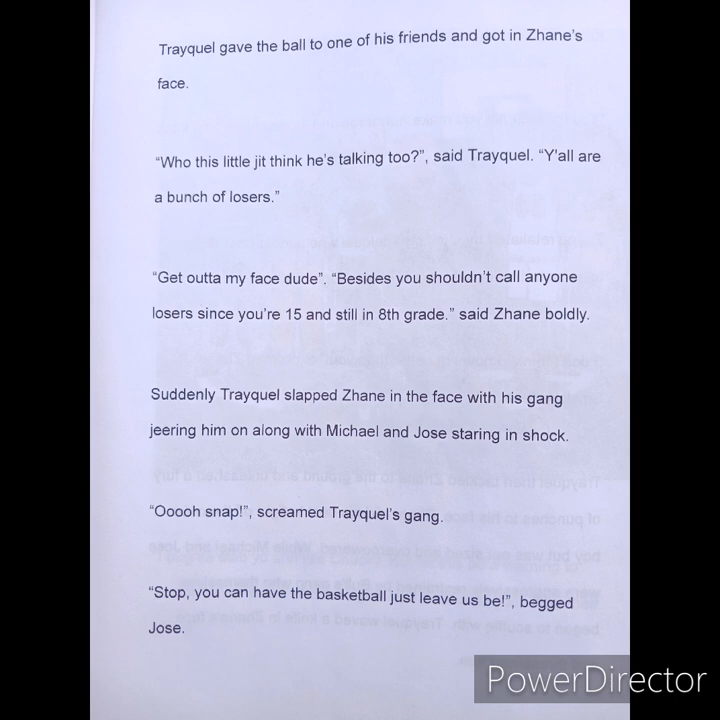 Trayquel gave the ball to one of his friends and got in Zhane's
face.
“Who this little jit think he's talking too?”, said Trayquel. “Y'all are
a bunch of losers.”
“Get outta my face dude”. “Besides you shouldn't call anyone
losers since you're 15 and still in 8th grade.” said Zhane boldly.
Suddenly Trayquel slapped Zhane in the face with his gang
jeering him on along with Michael and Jose staring in shock.
“Ooooh snap!”, screamed Trayquel's gang.
“Stop, you can have the basketball just leave us be!”, begged
Jose.
PowerDirector